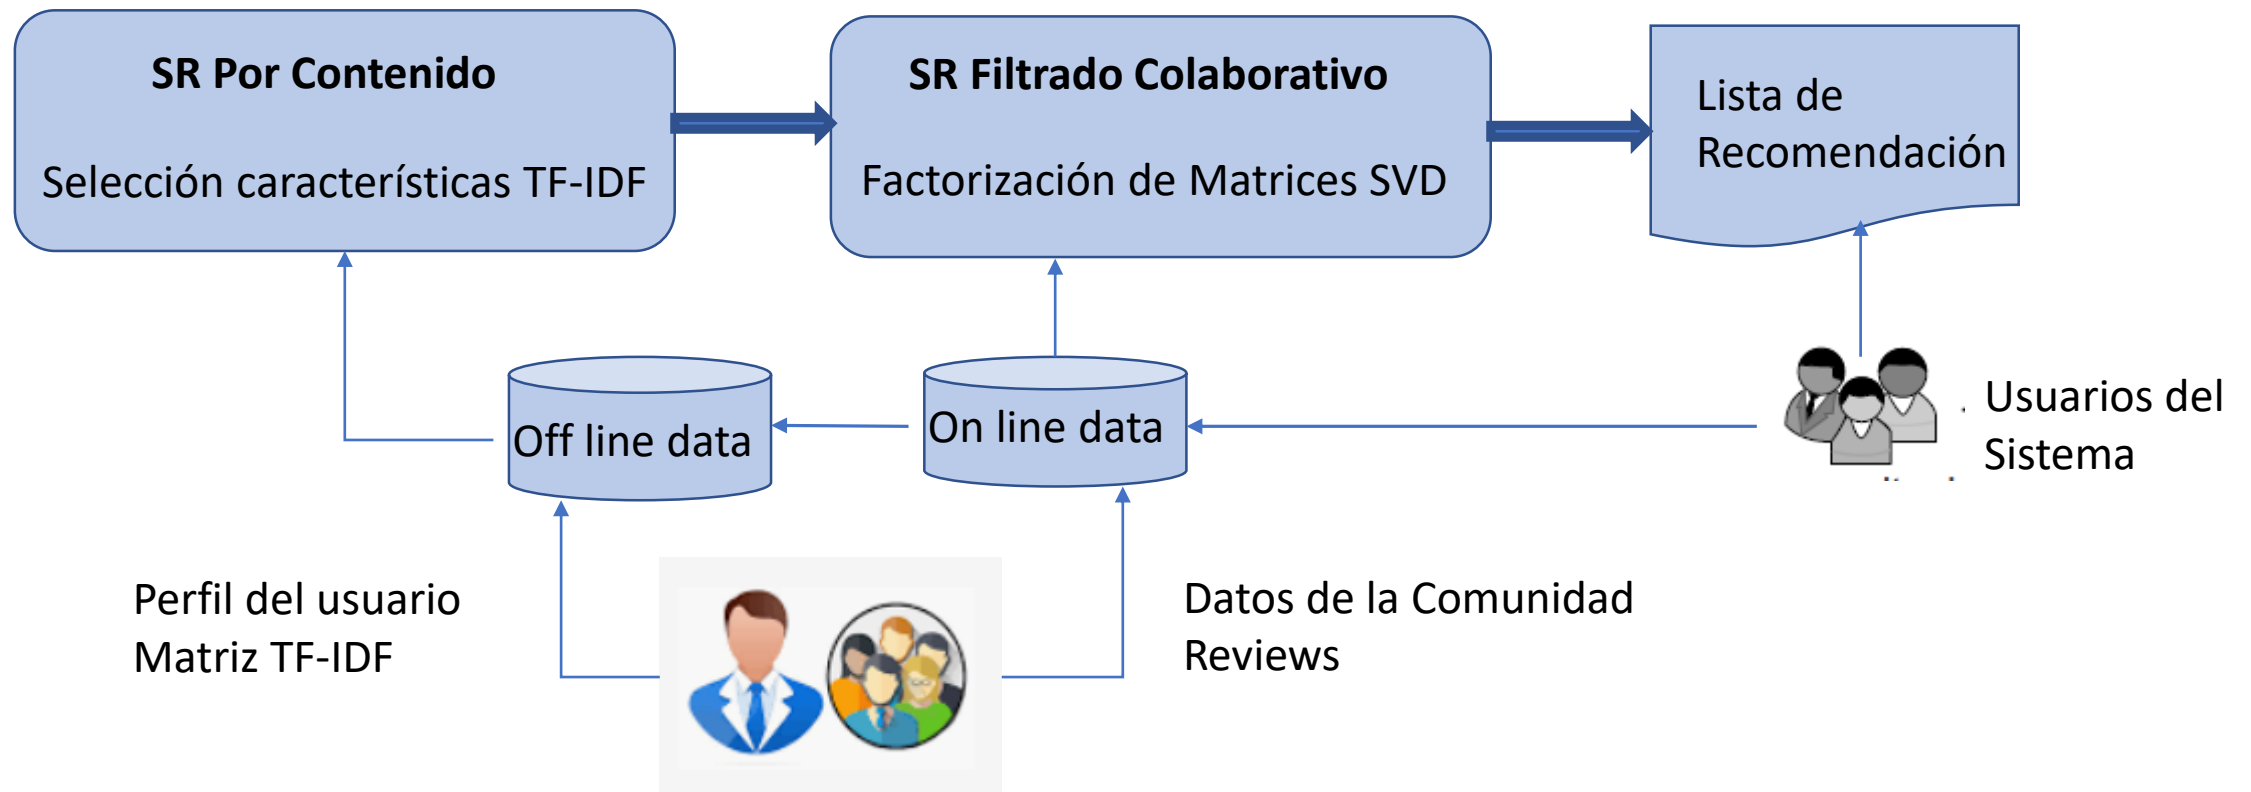 SR Por Contenido
Selección características TF-IDF
SR Filtrado Colaborativo
Factorización de Matrices SVD
Lista de
Recomendación
Off line data
On line data
Usuarios del
Sistema
Perfil del usuario
Matriz TF-IDF
Datos de la Comunidad
Reviews